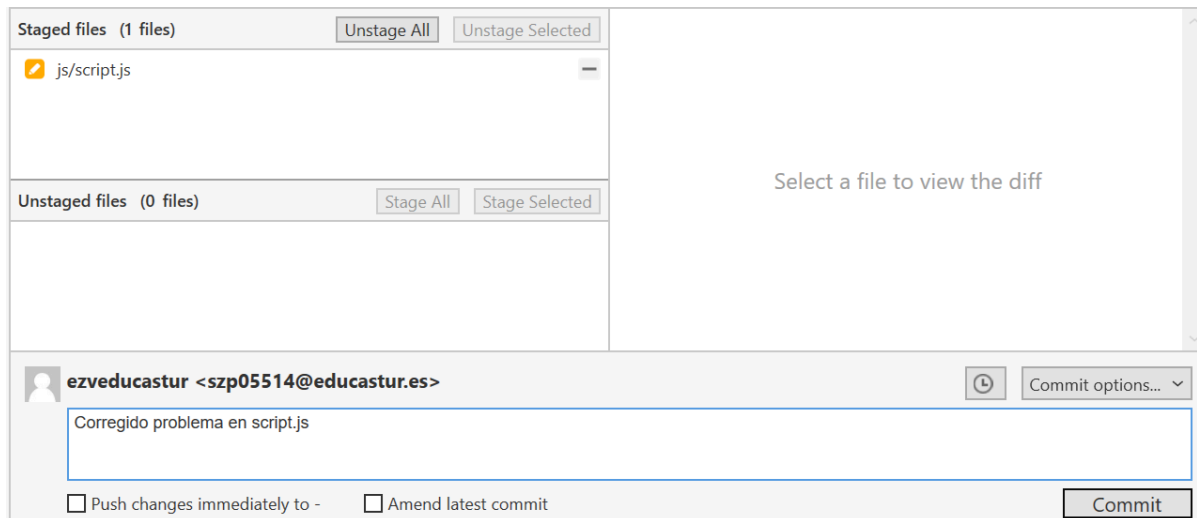 Staged files (1 files) Unstage All Unstage Selected
js/script.js
Select a file to view the diff
Unstaged files (0 files) Stage All Stage Selected
ezveducastur <szp05514@educastur.es> Commit options...
Corregido problema en script.js
Push changes immediately to - Amend latest commit Commit